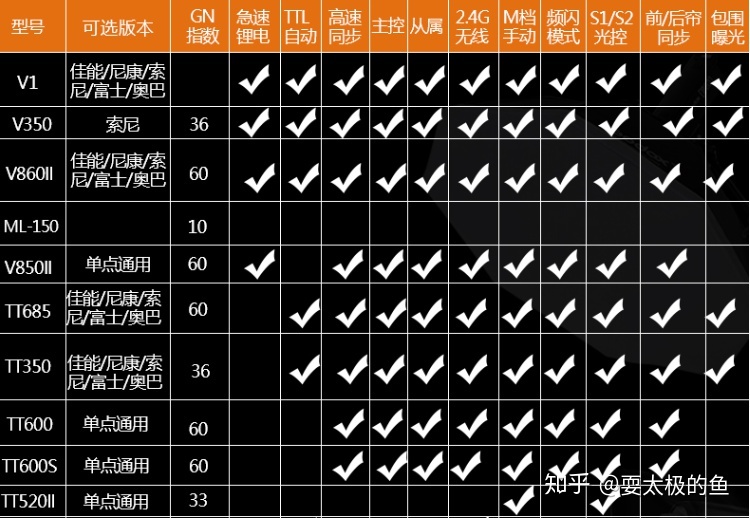 型号 可选版本 GN指数 急速锂电 TTL自动 高速同步 主控 从属 2.4G无线 M档手动 频闪模式 S1/S2光控 前/后帘同步 包围曝光
V1 佳能/尼康/索尼/富士/奥巴 ✓ ✓ ✓ ✓ ✓ ✓ ✓ ✓ ✓ ✓ ✓
V350 索尼 36 ✓ ✓ ✓ ✓ ✓ ✓ ✓ ✓ ✓ ✓ ✓
V860II 佳能/尼康/索尼/富士/奥巴 60 ✓ ✓ ✓ ✓ ✓ ✓ ✓ ✓ ✓ ✓ ✓
ML-150 10
V850II 单点通用 60 ✓ ✓ ✓ ✓ ✓ ✓ ✓ ✓ ✓
TT685 佳能/尼康/索尼/富士/奥巴 60 ✓ ✓ ✓ ✓ ✓ ✓ ✓ ✓ ✓ ✓
TT350 佳能/尼康/索尼/富士/奥巴 36 ✓ ✓ ✓ ✓ ✓ ✓ ✓ ✓ ✓ ✓
TT600 单点通用 60 ✓ ✓ ✓ ✓ ✓ ✓ ✓ ✓
TT600S 单点通用 60 ✓ ✓ ✓ ✓ ✓ ✓ ✓ ✓
TT520II 单点通用 33 ✓ ✓
知乎 @耍太极的鱼